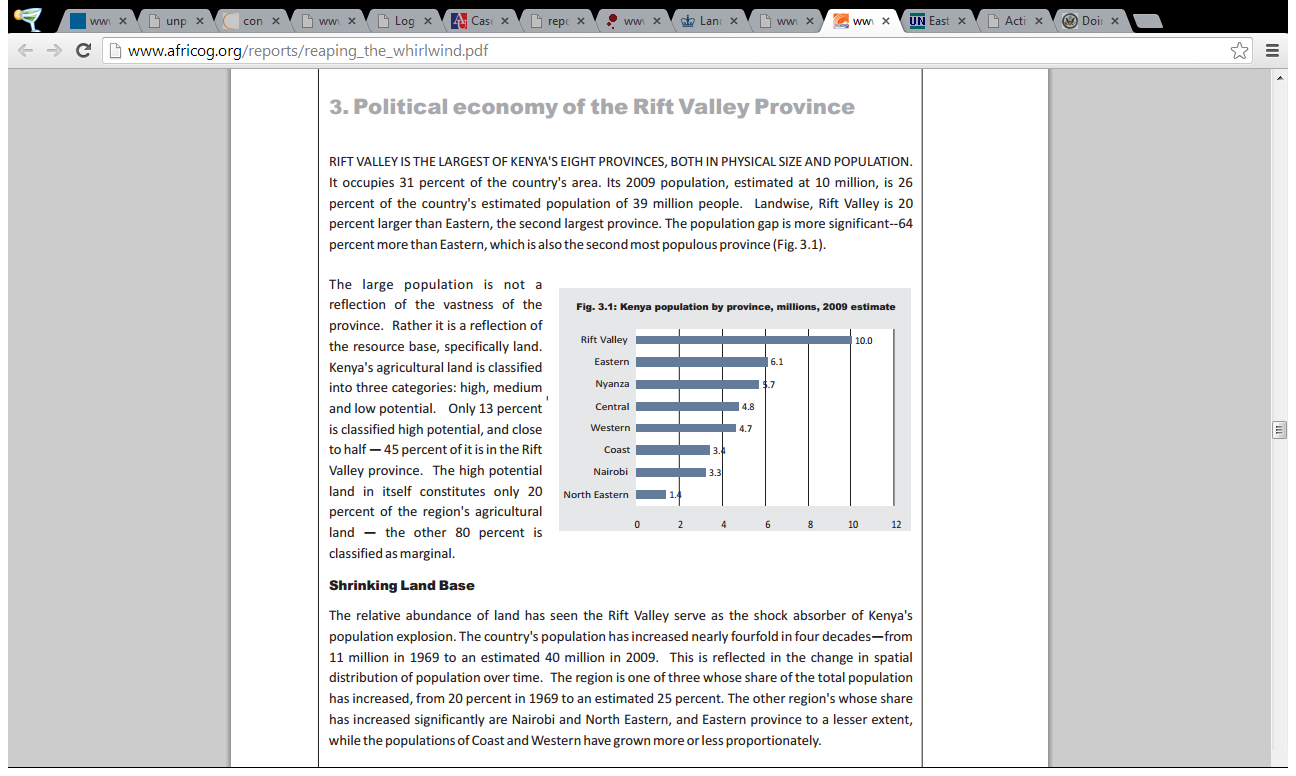 www
unp
con
www
Log
Case
repo
www
Land
www
www
UN East
Acti
Doin
www.africog.org/reports/reaping_the_whirlwind.pdf
3. Political economy of the Rift Valley Province
RIFT VALLEY IS THE LARGEST OF KENYA'S EIGHT PROVINCES, BOTH IN PHYSICAL SIZE AND POPULATION.
It occupies 31 percent of the country's area. Its 2009 population, estimated at 10 million, is 26
percent of the country's estimated population of 39 million people. Landwise, Rift Valley is 20
percent larger than Eastern, the second largest province. The population gap is more significant--64
percent more than Eastern, which is also the second most populous province (Fig. 3.1).
The large population is not a
reflection of the vastness of the
province. Rather it is a reflection of
the resource base, specifically land.
Kenya's agricultural land is classified
into three categories: high, medium
and low potential. Only 13 percent
is classified high potential, and close
to half — 45 percent of it is in the Rift
Valley province. The high potential
land in itself constitutes only 20
percent of the region's agricultural
land — the other 80 percent is
classified as marginal.
Fig. 3.1: Kenya population by province, millions, 2009 estimate
Rift Valley 10.0
Eastern 6.1
Nyanza 5.7
Central 4.8
Western 4.7
Coast 3.4
Nairobi 3.3
North Eastern 1.4
0 2 4 6 8 10 12
Shrinking Land Base
The relative abundance of land has seen the Rift Valley serve as the shock absorber of Kenya's
population explosion. The country's population has increased nearly fourfold in four decades—from
11 million in 1969 to an estimated 40 million in 2009. This is reflected in the change in spatial
distribution of population over time. The region is one of three whose share of the total population
has increased, from 20 percent in 1969 to an estimated 25 percent. The other region's whose share
has increased significantly are Nairobi and North Eastern, and Eastern province to a lesser extent,
while the populations of Coast and Western have grown more or less proportionately.